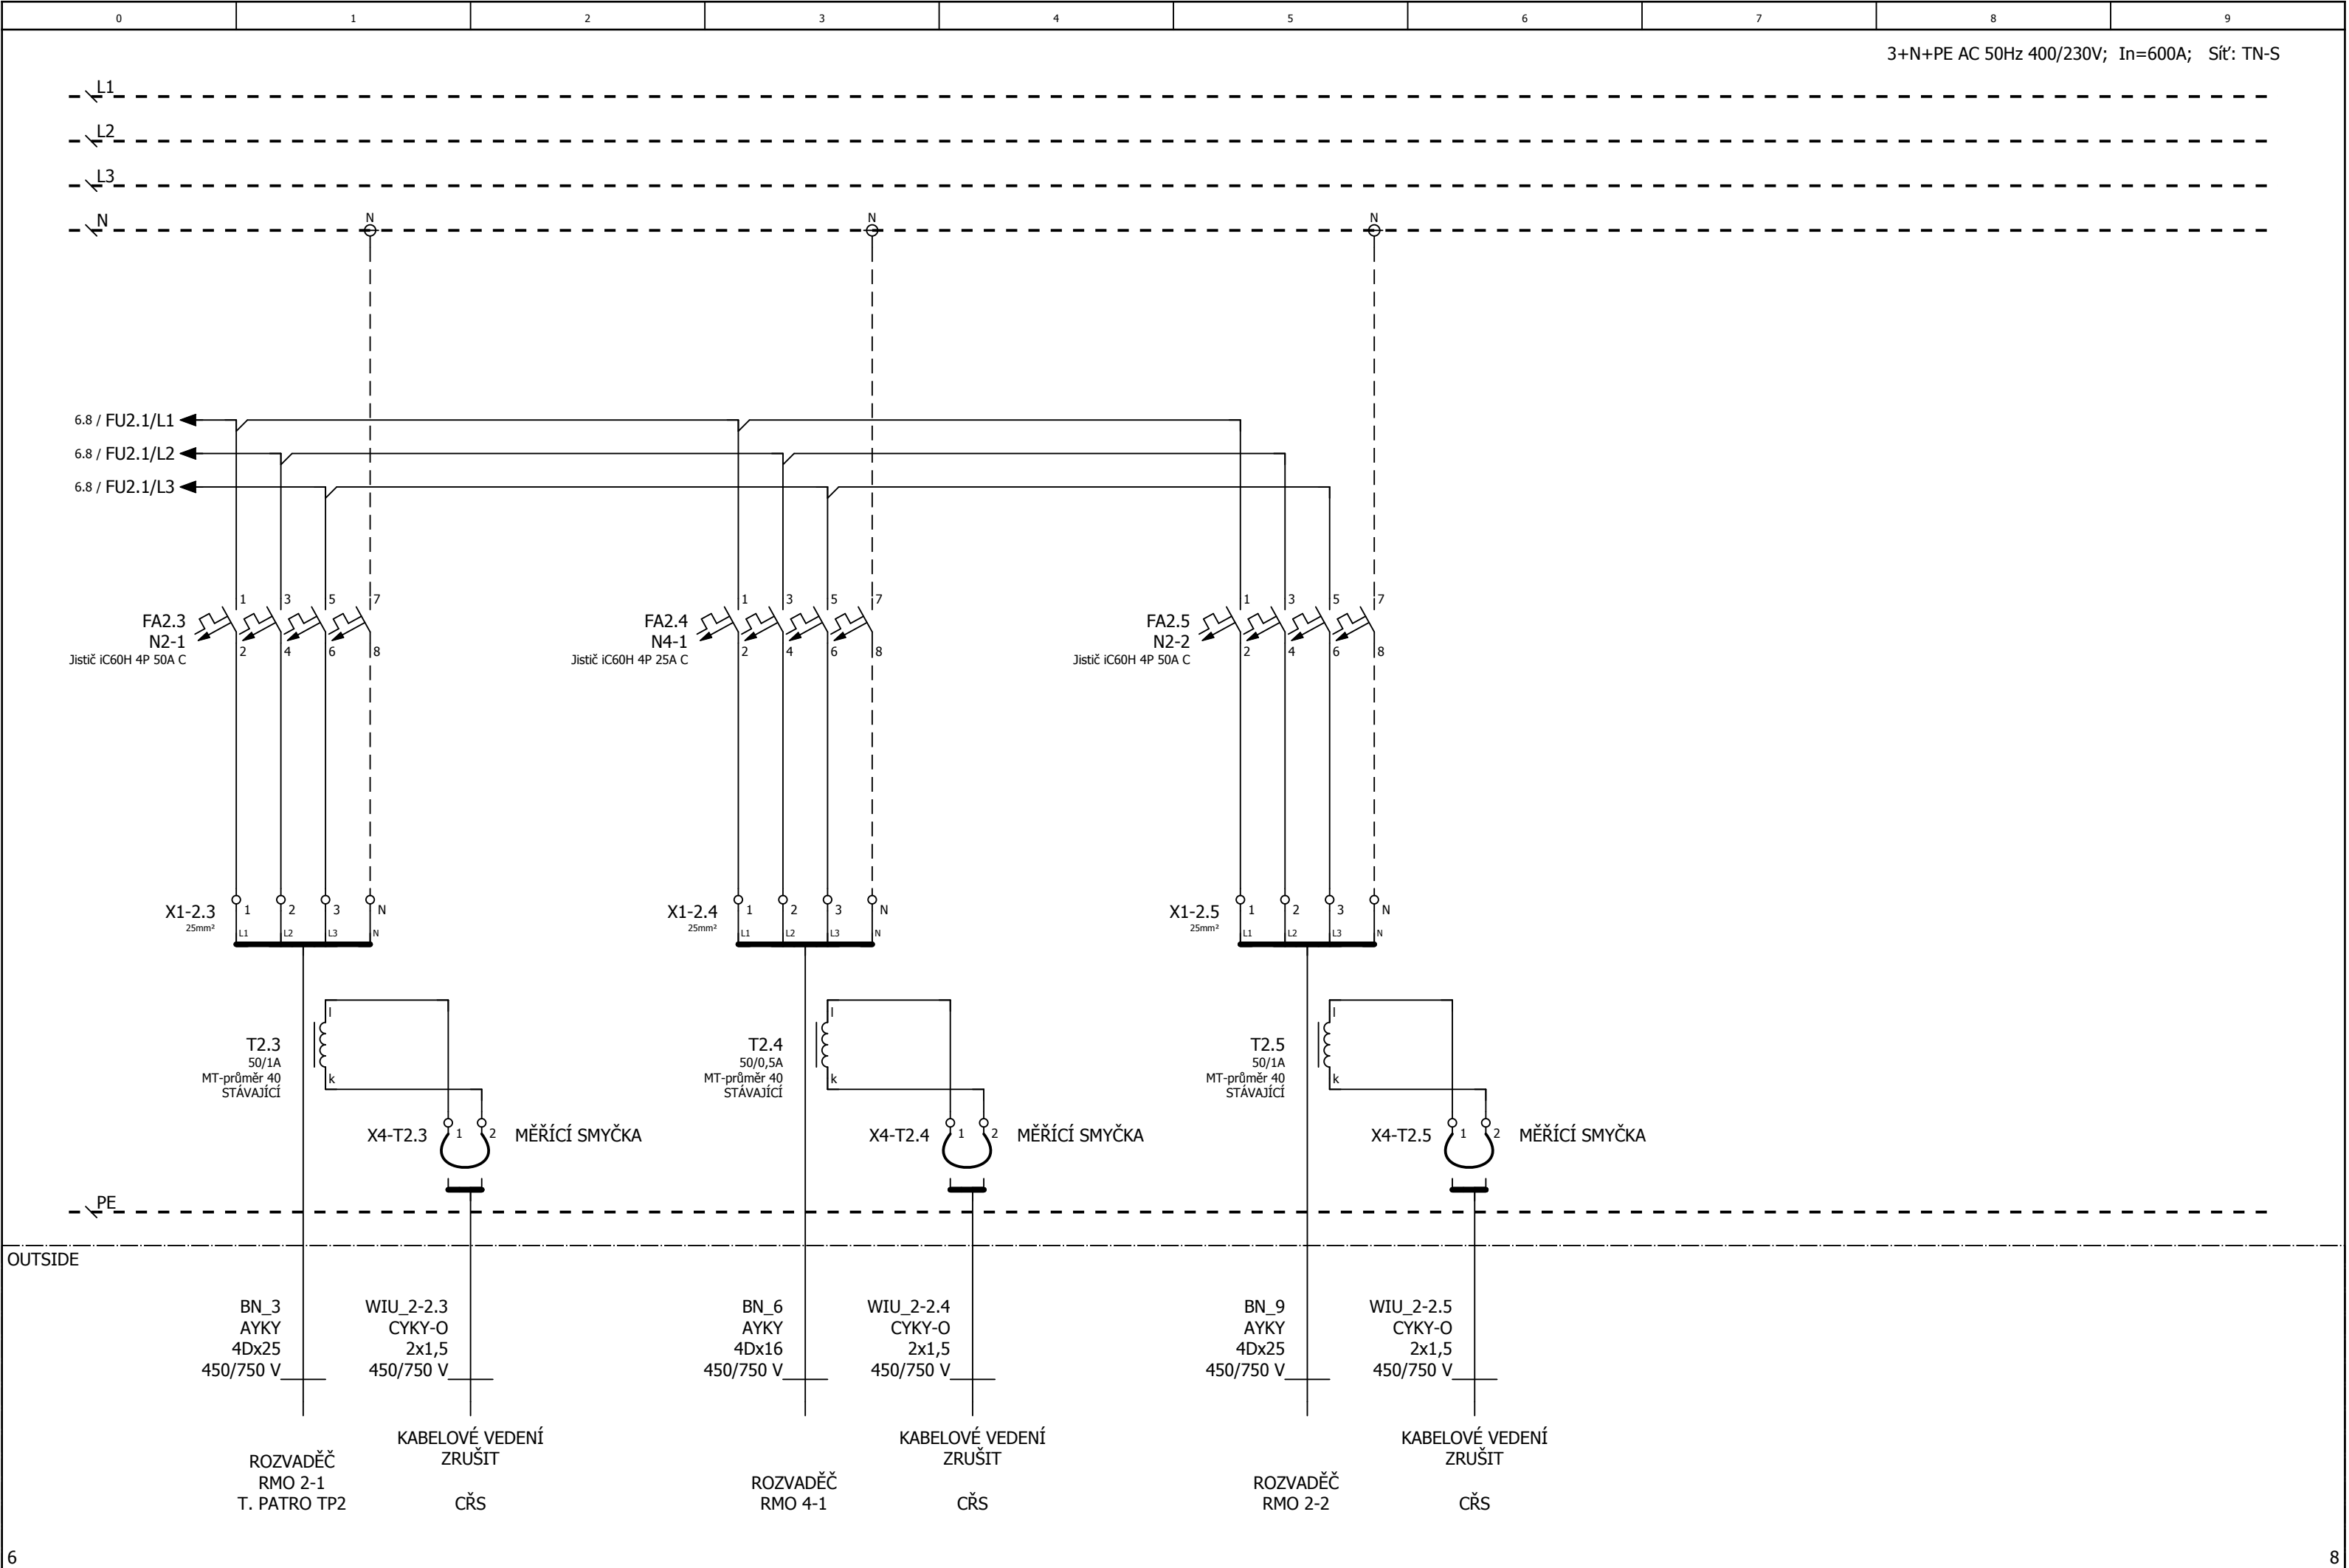 0 1 2 3 4 5 6 7 8 9
3+N+PE AC 50Hz 400/230V; In=600A; Síť: TN-S
L1
L2
L3
N
N N N
6.8 / FU2.1/L1
6.8 / FU2.1/L2
6.8 / FU2.1/L3
FA2.3
N2-1
Jistič iC60H 4P 50A C
1 3 5 7
2 4 6 8
FA2.4
N4-1
Jistič iC60H 4P 25A C
1 3 5 7
2 4 6 8
FA2.5
N2-2
Jistič iC60H 4P 50A C
1 3 5 7
2 4 6 8
X1-2.3
25mm²
1 2 3 N
L1 L2 L3 N
X1-2.4
25mm²
1 2 3 N
L1 L2 L3 N
X1-2.5
25mm²
1 2 3 N
L1 L2 L3 N
T2.3
50/1A
MT-průměr 40
STÁVAJÍCÍ
l
k
X4-T2.3 1 2 MĚŘÍCÍ SMYČKA
T2.4
50/0,5A
MT-průměr 40
STÁVAJÍCÍ
l
k
X4-T2.4 1 2 MĚŘÍCÍ SMYČKA
T2.5
50/1A
MT-průměr 40
STÁVAJÍCÍ
l
k
X4-T2.5 1 2 MĚŘÍCÍ SMYČKA
PE
OUTSIDE
BN_3
AYKY
4Dx25
450/750 V
WIU_2-2.3
CYKY-O
2x1,5
450/750 V
BN_6
AYKY
4Dx16
450/750 V
WIU_2-2.4
CYKY-O
2x1,5
450/750 V
BN_9
AYKY
4Dx25
450/750 V
WIU_2-2.5
CYKY-O
2x1,5
450/750 V
ROZVADĚČ
RMO 2-1
T. PATRO TP2
KABELOVÉ VEDENÍ
ZRUŠIT
CŘS
ROZVADĚČ
RMO 4-1
KABELOVÉ VEDENÍ
ZRUŠIT
CŘS
ROZVADĚČ
RMO 2-2
KABELOVÉ VEDENÍ
ZRUŠIT
CŘS
6
8